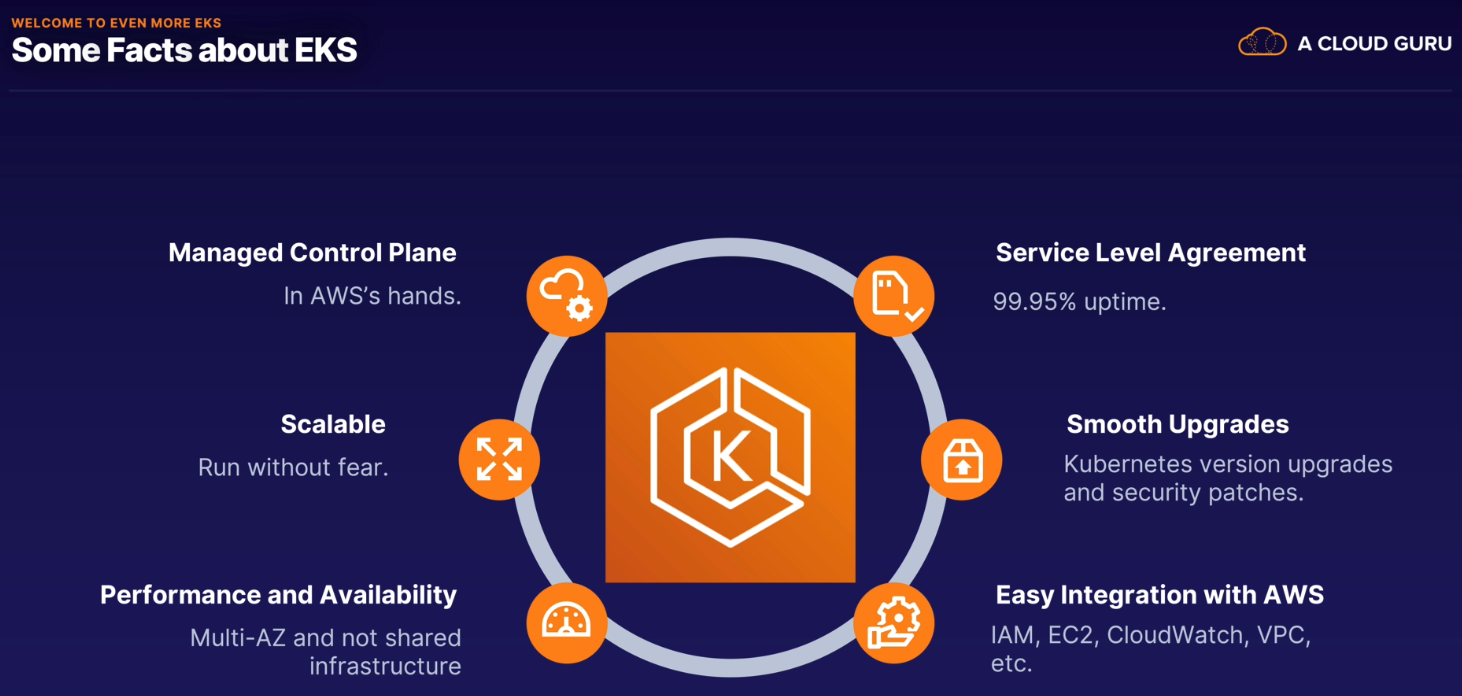 WELCOME TO EVEN MORE EKS
Some Facts about EKS
A CLOUD GURU
Managed Control Plane
In AWS's hands.
Service Level Agreement
99.95% uptime.
Scalable
Run without fear.
Smooth Upgrades
Kubernetes version upgrades
and security patches.
K
Performance and Availability
Multi-AZ and not shared
infrastructure
Easy Integration with AWS
IAM, EC2, CloudWatch, VPC,
etc.